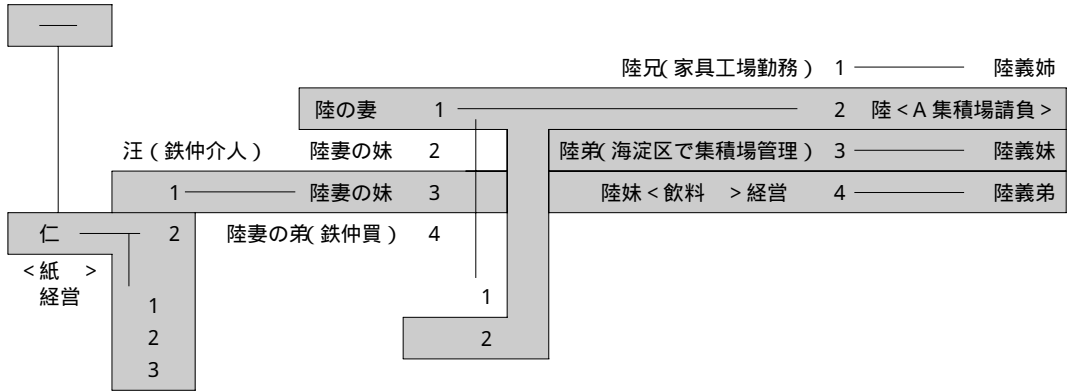 陸兄(家具工場勤務) 1 陸義姉
陸の妻 1 2 陸<A集積場請負>
汪(鉄仲介人) 陸妻の妹 2 陸弟(海淀区で集積場管理) 3 陸義妹
1 陸妻の妹 3 陸妹<飲料 >経営 4 陸義弟
仁 2 陸妻の弟(鉄仲買) 4
<紙 >
経営
1
1
2
2
3